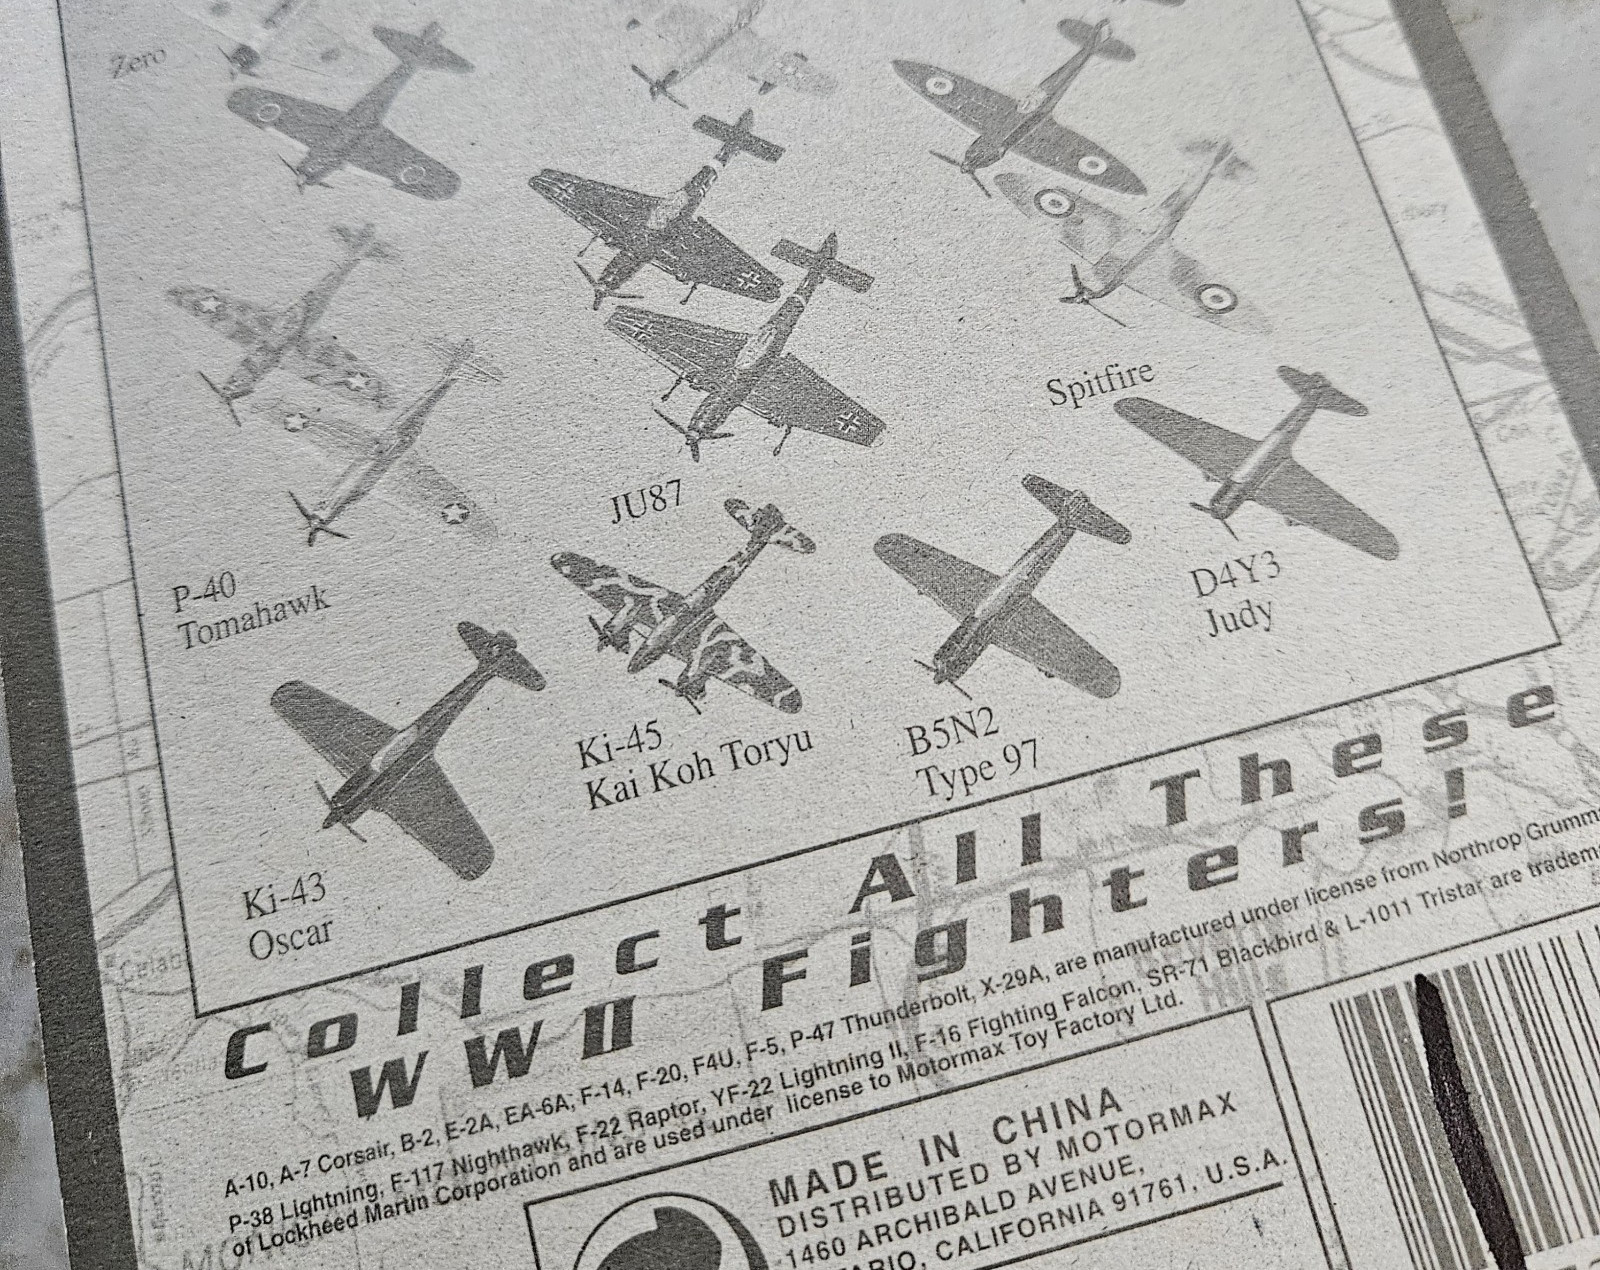 Zero
Spitfire
JU87
P-40
Tomahawk
D4Y3
Judy
Ki-45
Kai Koh Toryu
B5N2
Type 97
Ki-43
Oscar
Collect All These
WWII Fighters!
A-10, A-7 Corsair, B-2, E-2A, EA-6A, F-14, F-20, F4U, F-5, P-47 Thunderbolt, X-29A, are manufactured under license from Northrop
P-38 Lightning, F-117 Nighthawk, F-22 Raptor, YF-22 Lightning II, F-16 Fighting Falcon, SR-71 Blackbird & L-1011 Tristar are
of Lockheed Martin Corporation and are used under license to Motormax Toy Factory Ltd.
MADE IN CHINA
DISTRIBUTED BY MOTORMAX
1460 ARCHIBALD AVENUE,
CALIFORNIA 91761, U.S.A.